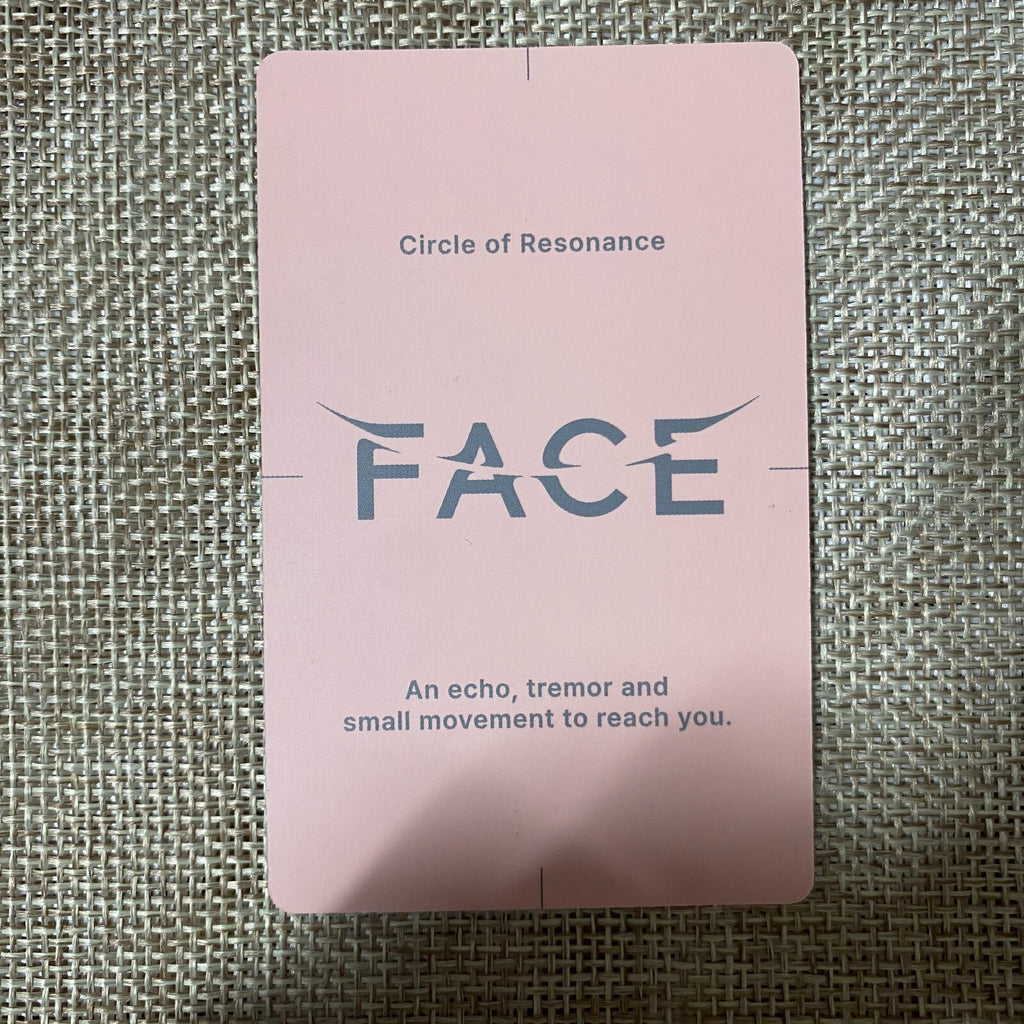 Circle of Resonance
FACE
An echo, tremor and
small movement to reach you.